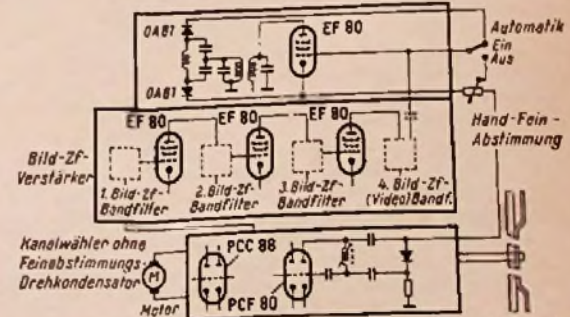 OA81
EF 80
OA81
Automatik
Ein
Aus
Hand-Fein-
Abstimmung
EF 80
EF 80
EF 80
Bild-Zf-
Verstärker
1. Bild-Zf-
Bandfilter
2. Bild-Zf-
Bandfilter
3. Bild-Zf-
Bandfilter
4. Bild-Zf-
(Video)Bandf.
Kanalwähler ohne
Feinabstimmungs-
Drehkondensator
M
Motor
PCC 88
PCF 80